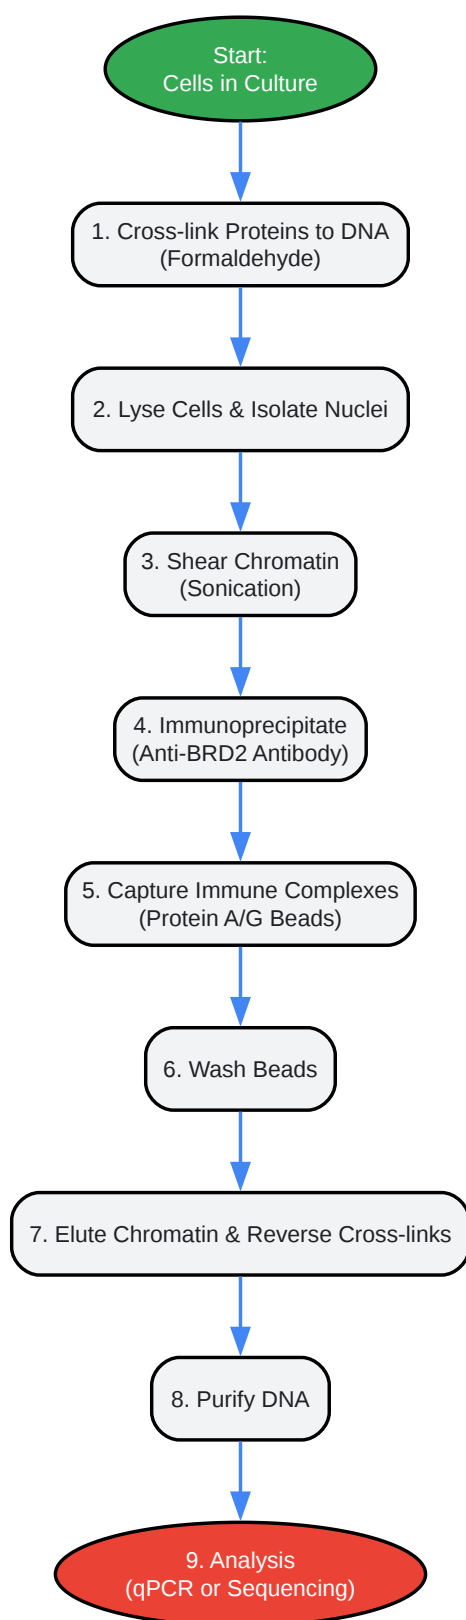 Start:
Cells in Culture
1. Cross-link Proteins to DNA
(Formaldehyde)
2. Lyse Cells & Isolate Nuclei
3. Shear Chromatin
(Sonication)
4. Immunoprecipitate
(Anti-BRD2 Antibody)
5. Capture Immune Complexes
(Protein A/G Beads)
6. Wash Beads
7. Elute Chromatin & Reverse Cross-links
8. Purify DNA
9. Analysis
(qPCR or Sequencing)